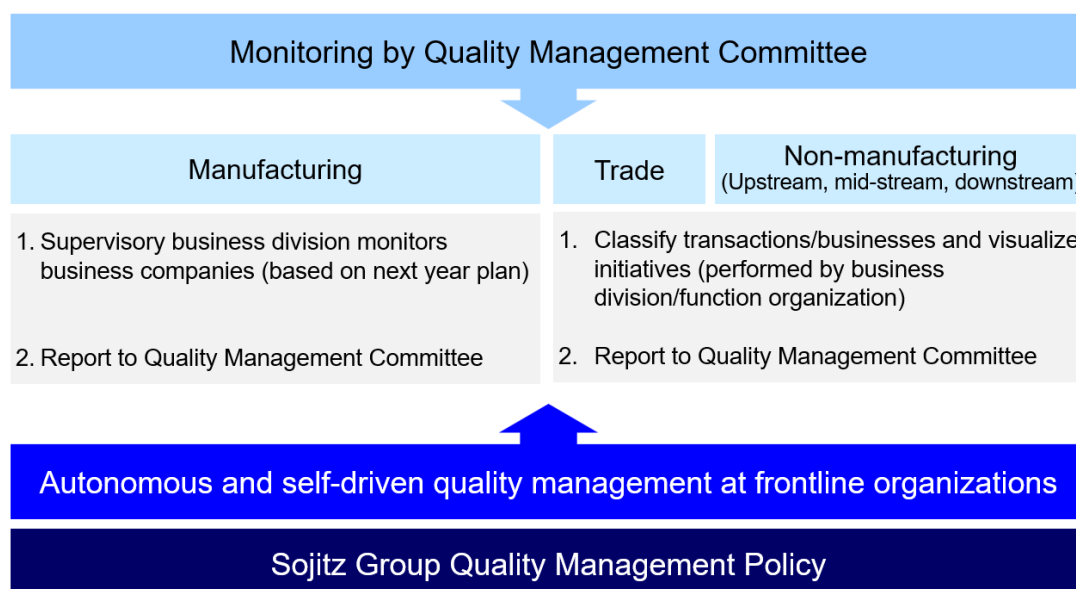 Monitoring by Quality Management Committee
Manufacturing
1. Supervisory business division monitors
business companies (based on next year plan)
2. Report to Quality Management Committee
Trade
Non-manufacturing
(Upstream, mid-stream, downstream)
1. Classify transactions/businesses and visualize
initiatives (performed by business
division/function organization)
2. Report to Quality Management Committee
Autonomous and self-driven quality management at frontline organizations
Sojitz Group Quality Management Policy